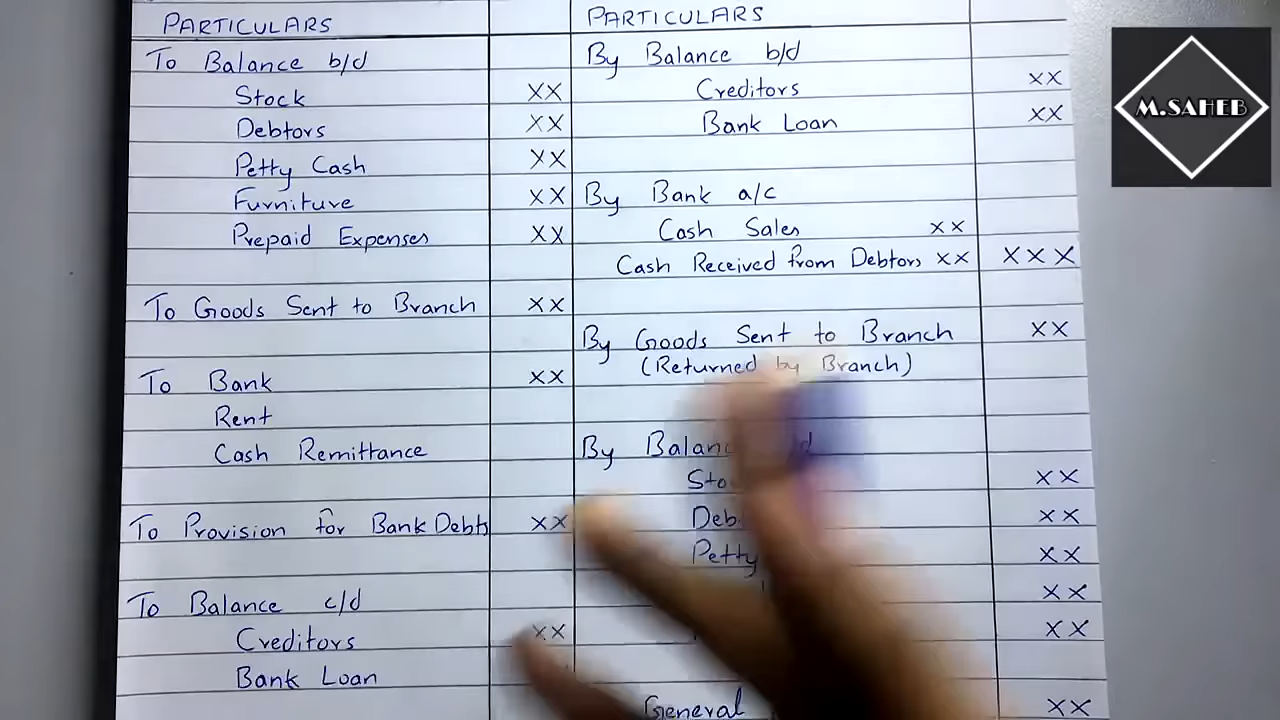 PARTICULARS
To Balance b/d
Stock XX
Debtors XX
Petty Cash XX
Furniture XX
Prepaid Expenses XX
To Goods Sent to Branch XX
To Bank XX
Rent
Cash Remittance
To Provision for Bank Debts XX
To Balance c/d
Creditors XX
Bank Loan
PARTICULARS
By Balance b/d
Creditors XX
Bank Loan XX
By Bank a/c
Cash Sales XX
Cash Received from Debtors XX XXX
By Goods Sent to Branch XX
(Returned by Branch)
By
XX
XX
Petty XX
XX
XX
General XX
M.SAHEB